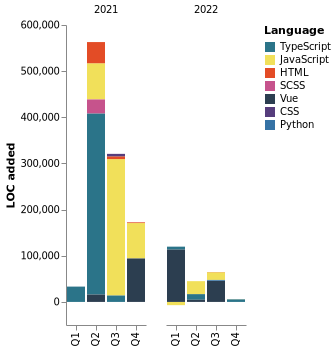 2021
2022
Language
TypeScript
JavaScript
HTML
SCSS
Vue
CSS
Python
LOC added
600,000
500,000
400,000
300,000
200,000
100,000
0
Q1
Q2
Q3
Q4
Q1
Q2
Q3
Q4